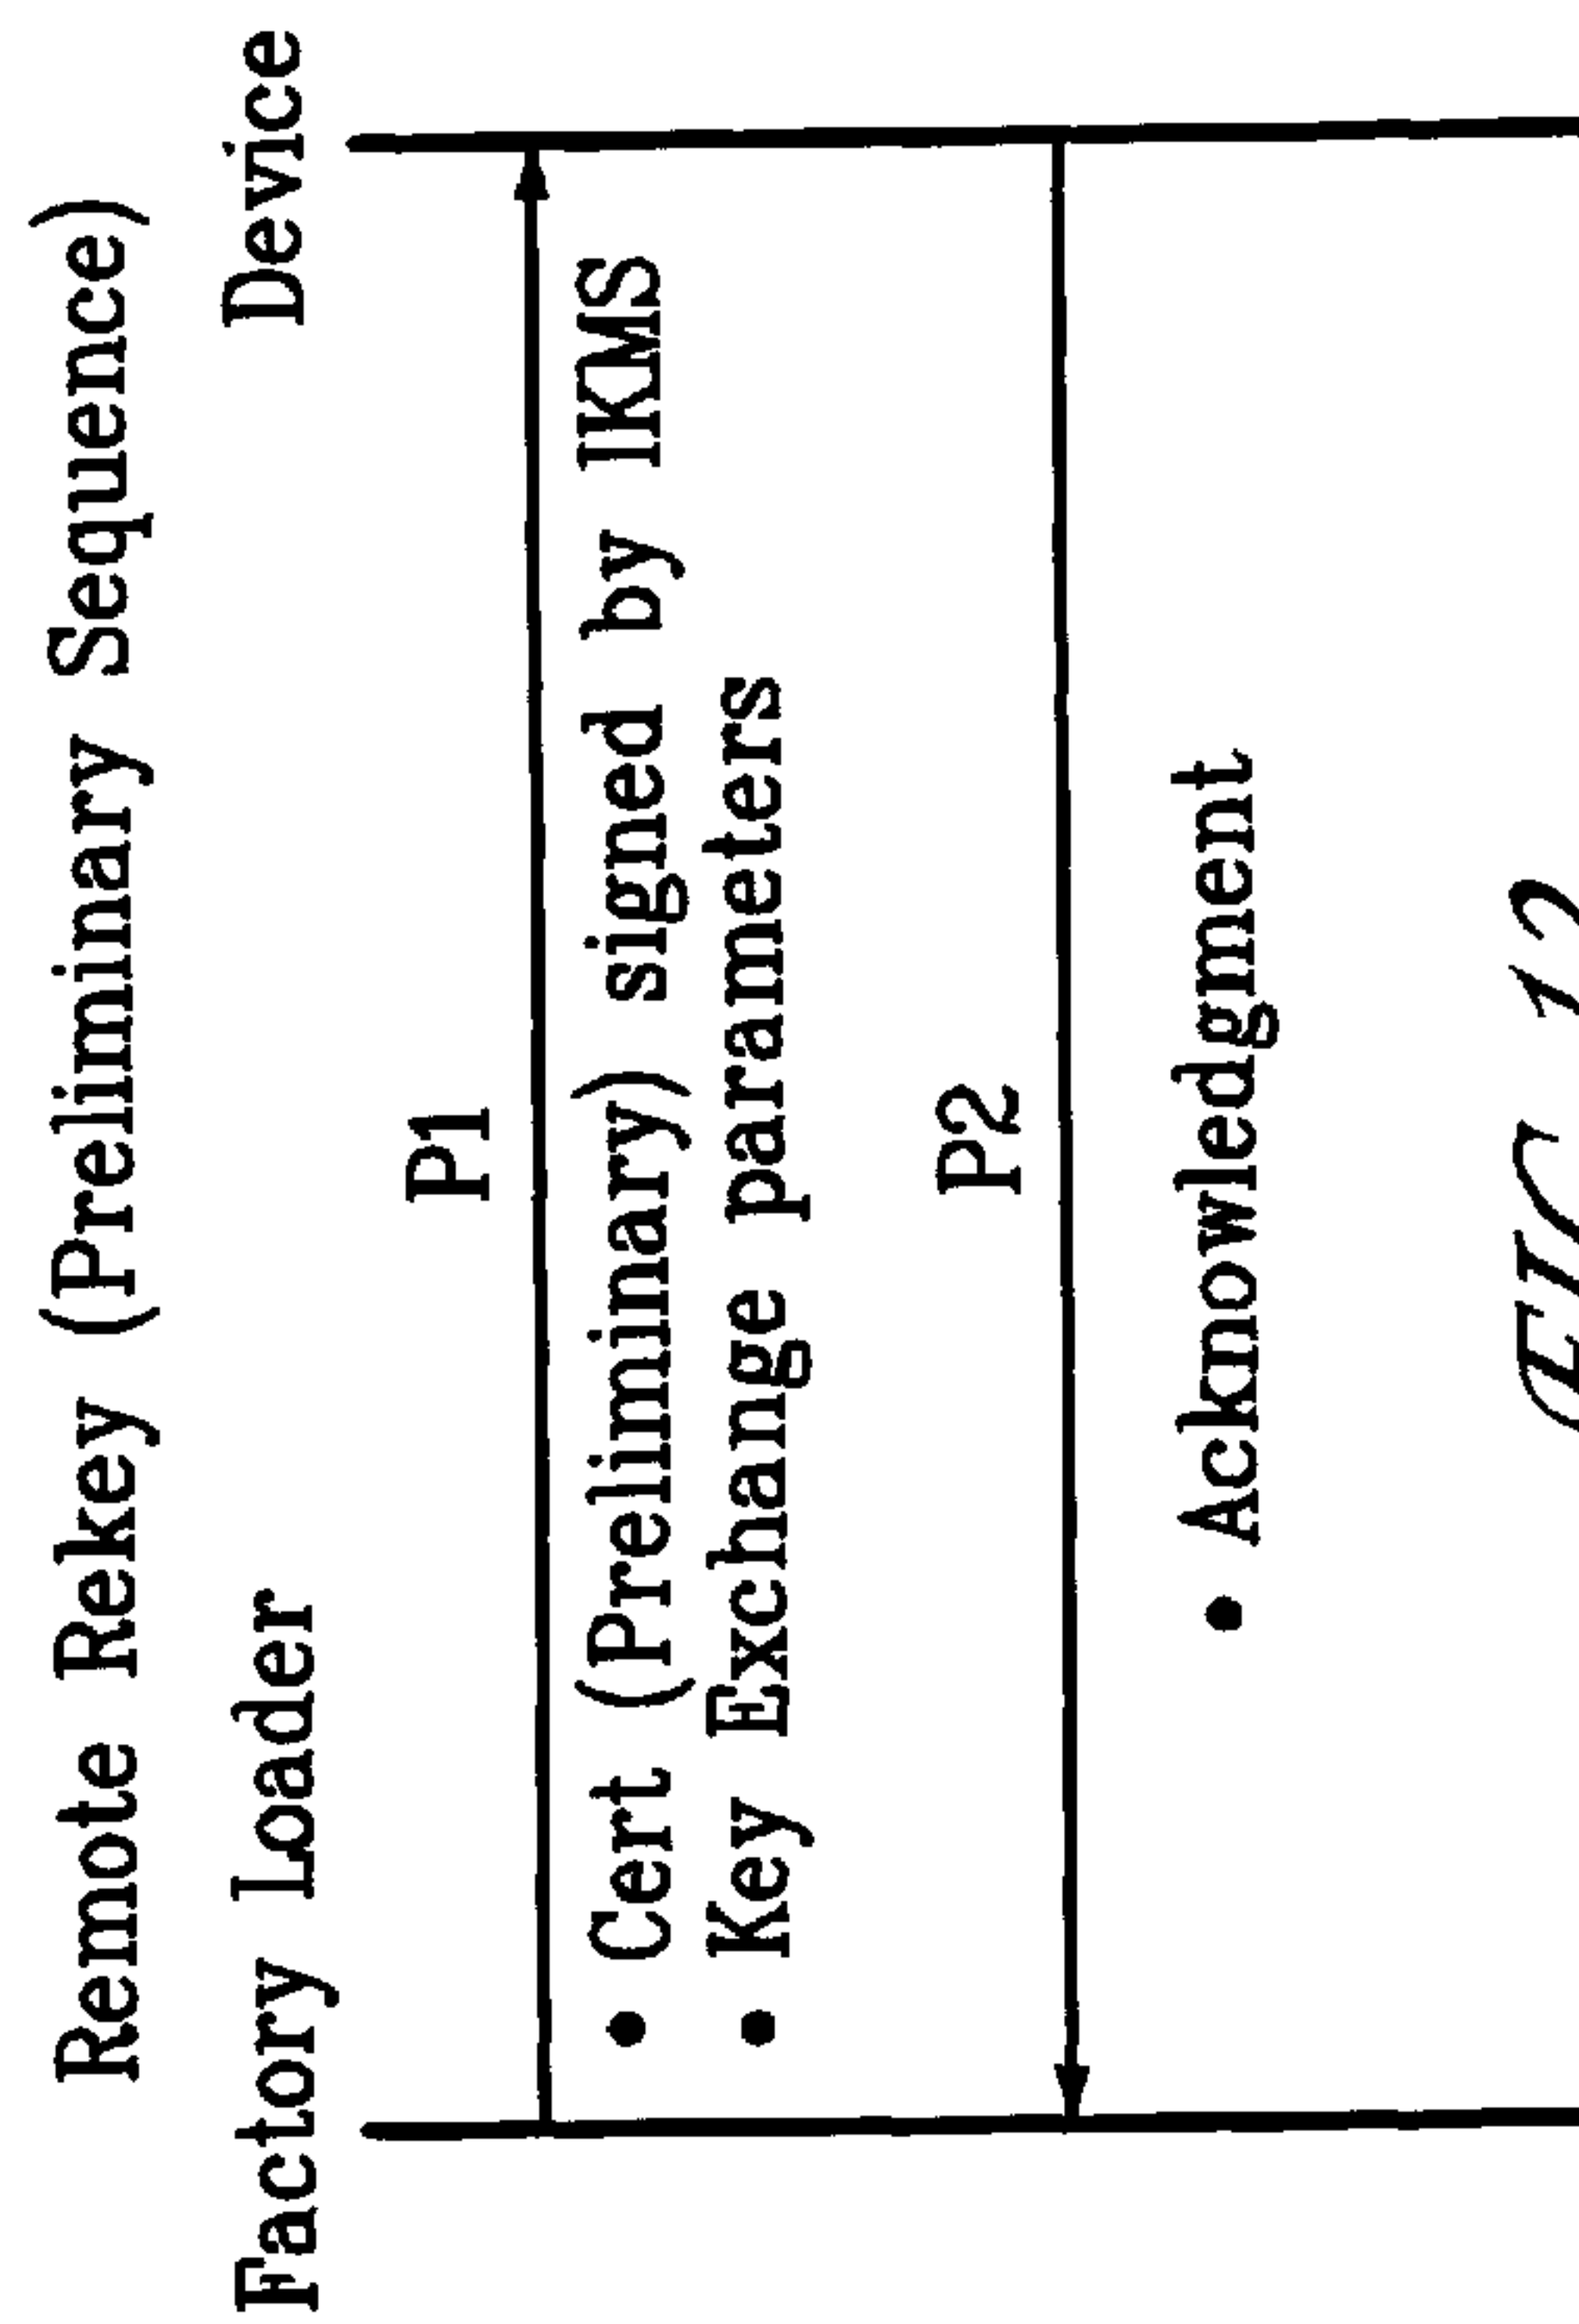 Remote Rekey (Preliminary Sequence)
Factory Loader Device
P1
• Cert (Preliminary) signed by IKMS
• Key Exchange parameters
P2
• Acknowledgment